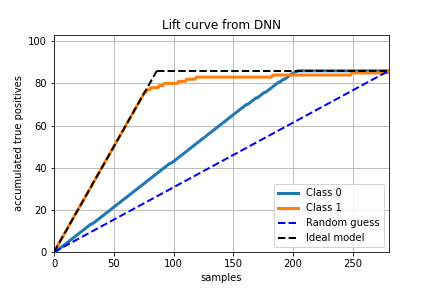 Lift curve from DNN
100
80
60
40
20
0
accumulated true positives
0 50 100 150 200 250
samples
Class 0
Class 1
Random guess
Ideal model